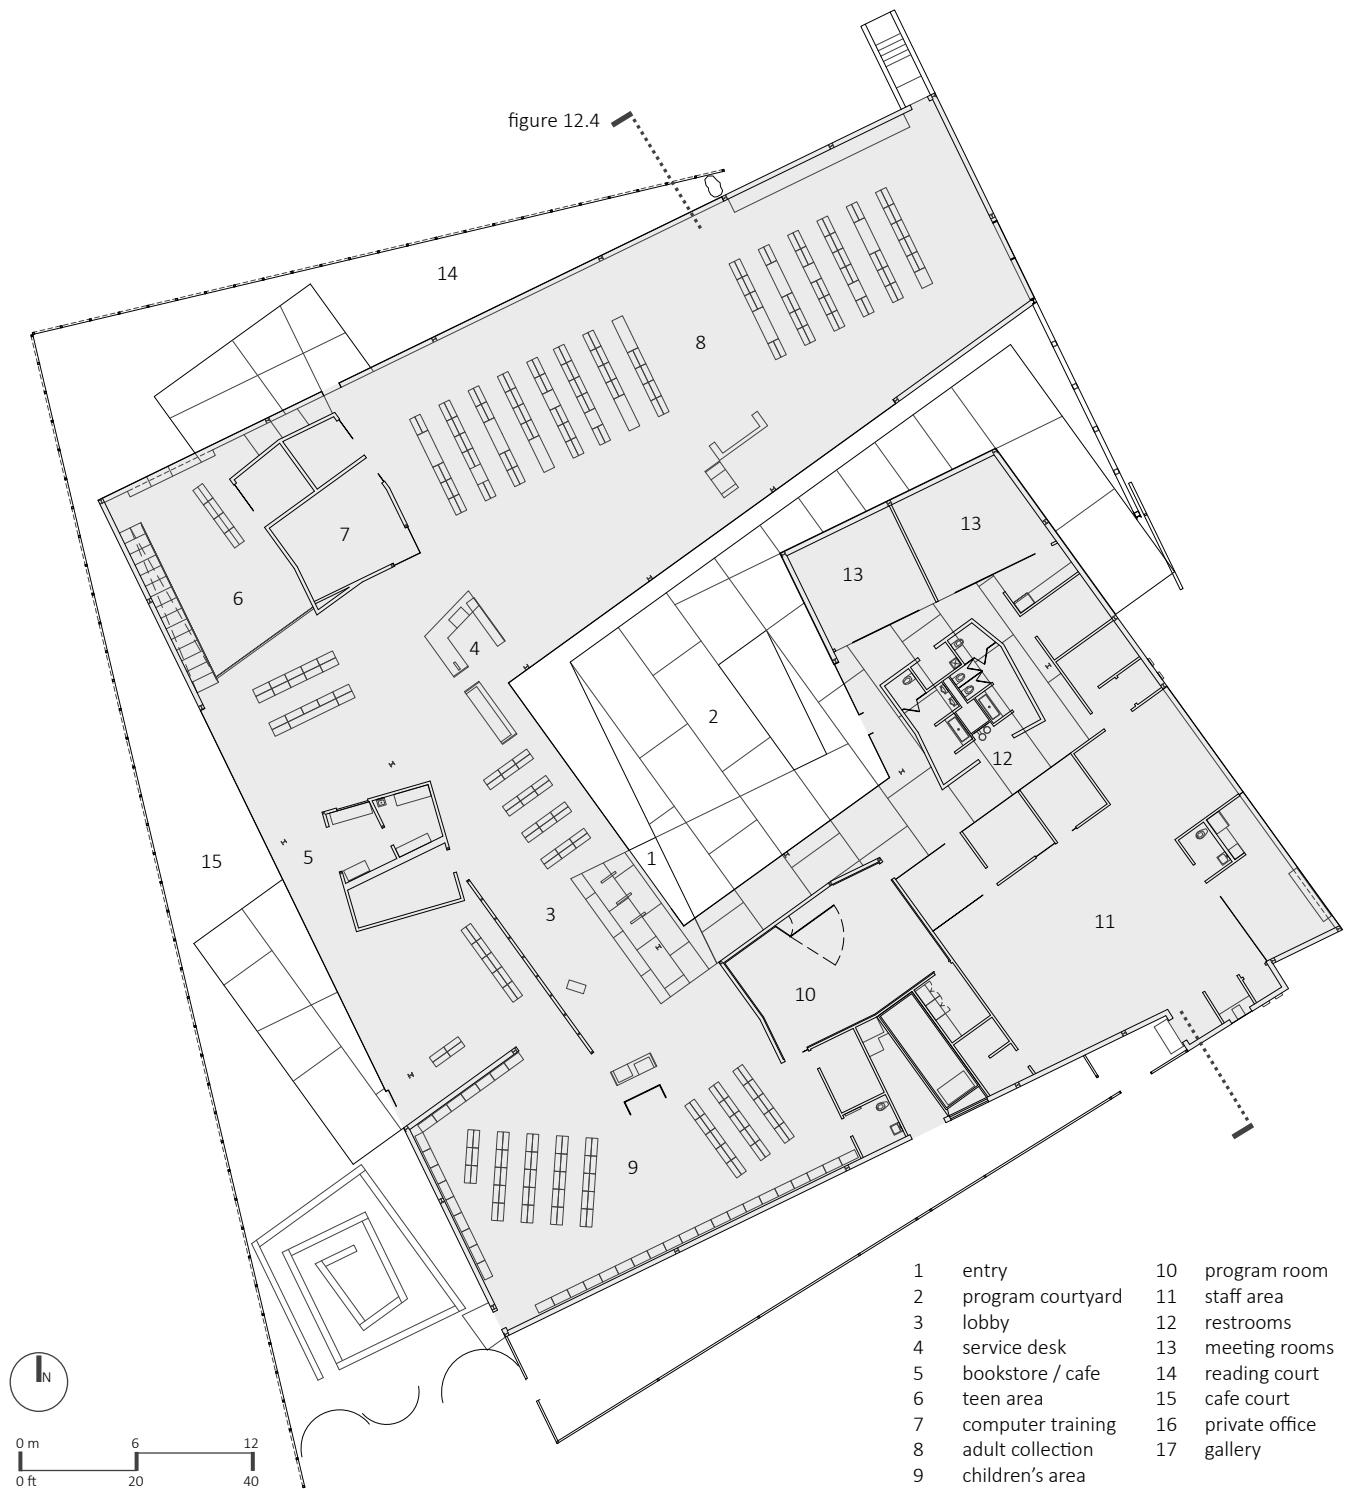 figure 12.4
14
8
13
13
7
6
4
2
12
1
5
15
3
11
10
9
1 entry
2 program courtyard
3 lobby
4 service desk
5 bookstore / cafe
6 teen area
7 computer training
8 adult collection
9 children's area
10 program room
11 staff area
12 restrooms
13 meeting rooms
14 reading court
15 cafe court
16 private office
17 gallery
N
0 m 6 12
0 ft 20 40